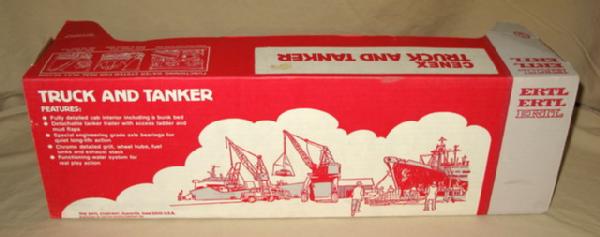 CENEX
TRUCK AND TANKER
TRUCK AND TANKER
FEATURES:
Fully detailed cab interior including a bunk bed
Detachable tanker trailer with access ladder and
mud flaps
Special engineering grade axle bearings for
quiet long-life action
Chrome detailed grill, wheel hubs, fuel
tanks and exhaust stack
Functioning water system for
real play action
ERTL
ERTL
ERTL
ERTL
ERTL